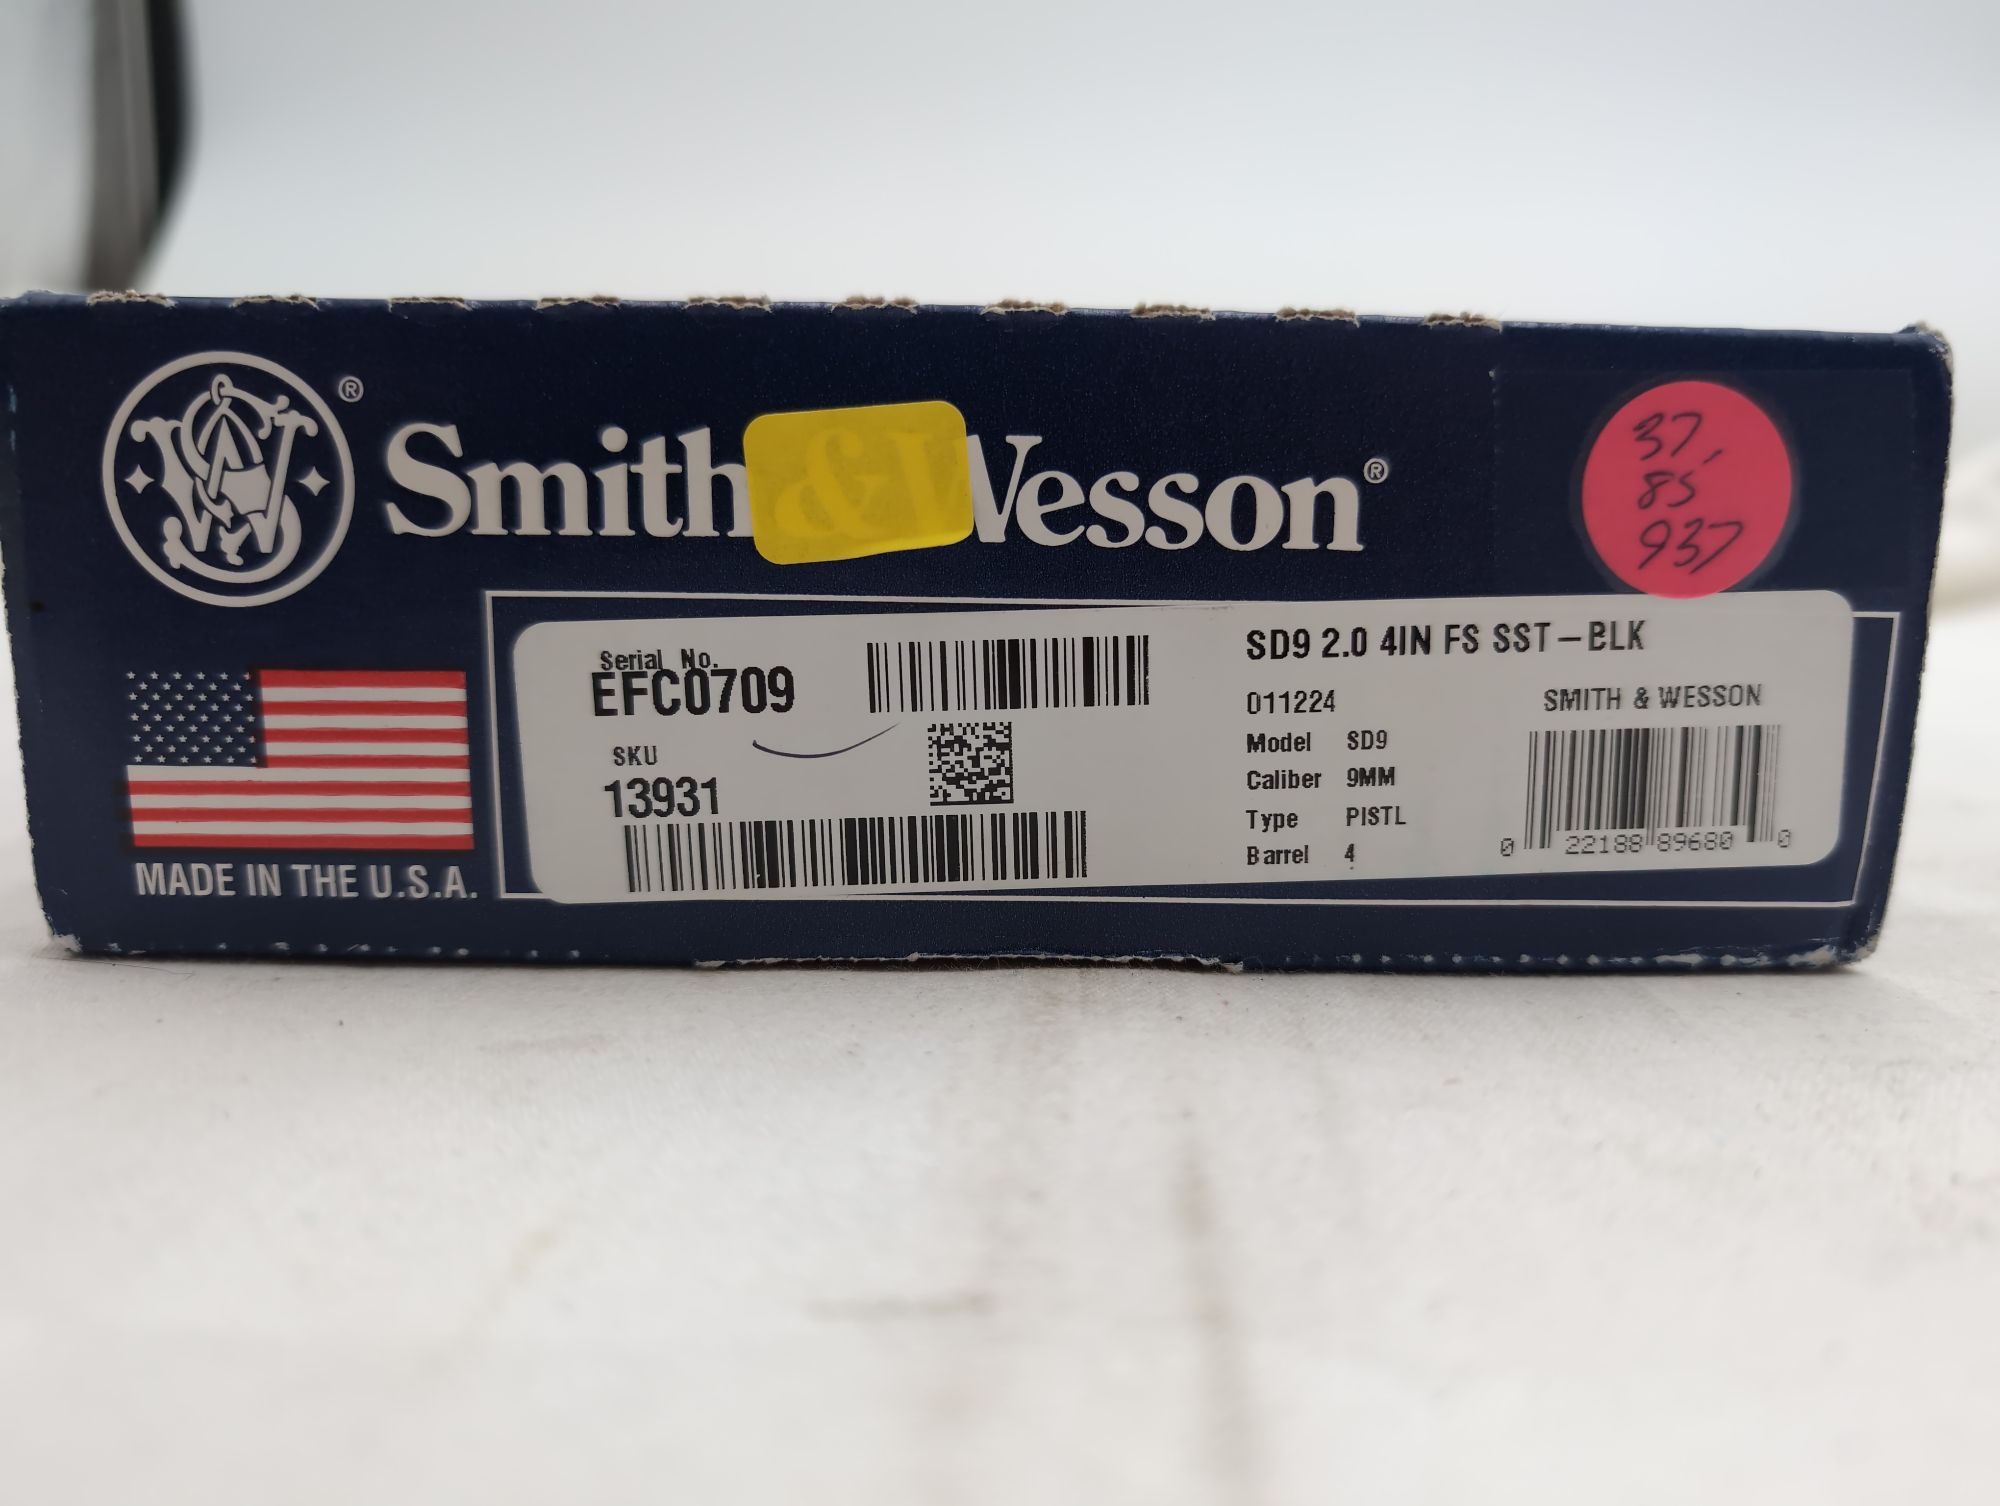 Smith & Wesson®
37,
85
937
MADE IN THE U.S.A.
Serial No.
EFC0709
SKU
13931
SD9 2.0 4IN FS SST-BLK
011224
Model SD9
Caliber 9MM
Type PISTL
Barrel 4
SMITH & WESSON
0 22188 89680 0